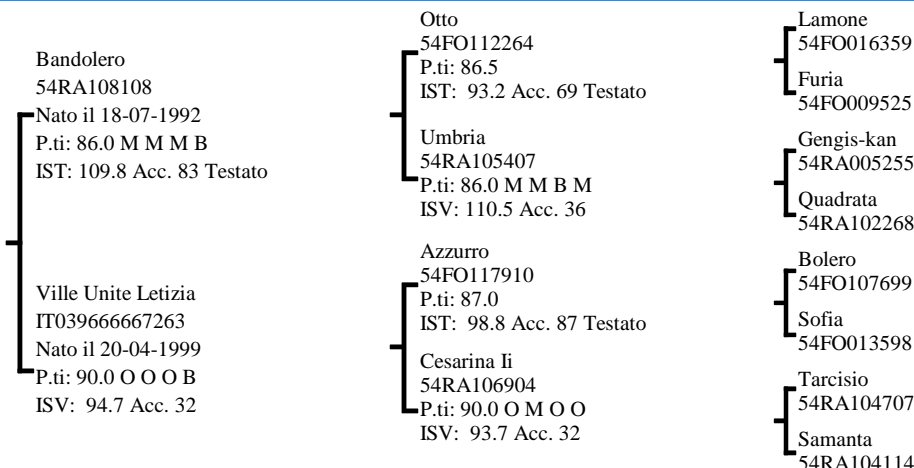 Bandolero
54RA108108
Nato il 18-07-1992
P.ti: 86.0 M M M B
IST: 109.8 Acc. 83 Testato
Ville Unite Letizia
IT039666667263
Nato il 20-04-1999
P.ti: 90.0 O O O B
ISV: 94.7 Acc. 32
Otto
54FO112264
P.ti: 86.5
IST: 93.2 Acc. 69 Testato
Umbria
54RA105407
P.ti: 86.0 M M B M
ISV: 110.5 Acc. 36
Azzurro
54FO117910
P.ti: 87.0
IST: 98.8 Acc. 87 Testato
Cesarina Ii
54RA106904
P.ti: 90.0 O M O O
ISV: 93.7 Acc. 32
Lamone
54FO016359
Furia
54FO009525
Gengis-kan
54RA005255
Quadrata
54RA102268
Bolero
54FO107699
Sofia
54FO013598
Tarcisio
54RA104707
Samanta
54RA104114